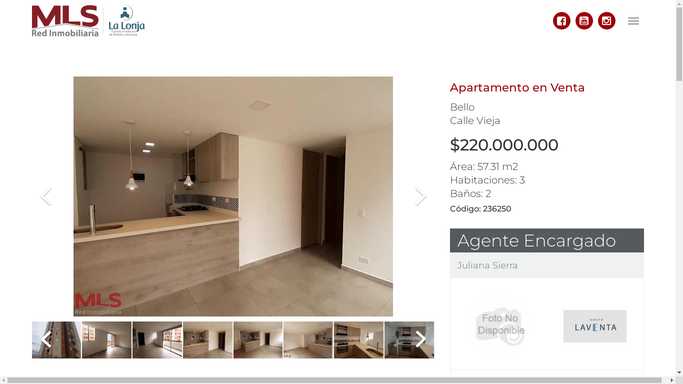 MLS
Red Inmobiliaria
La Lonja
Apartamento en Venta
Bello
Calle Vieja
$220.000.000
Área: 57.31 m2
Habitaciones: 3
Baños: 2
Código: 236250
Agente Encargado
Juliana Sierra
MLS
Red Inmobiliaria
Foto No
Disponible
LAVENTA